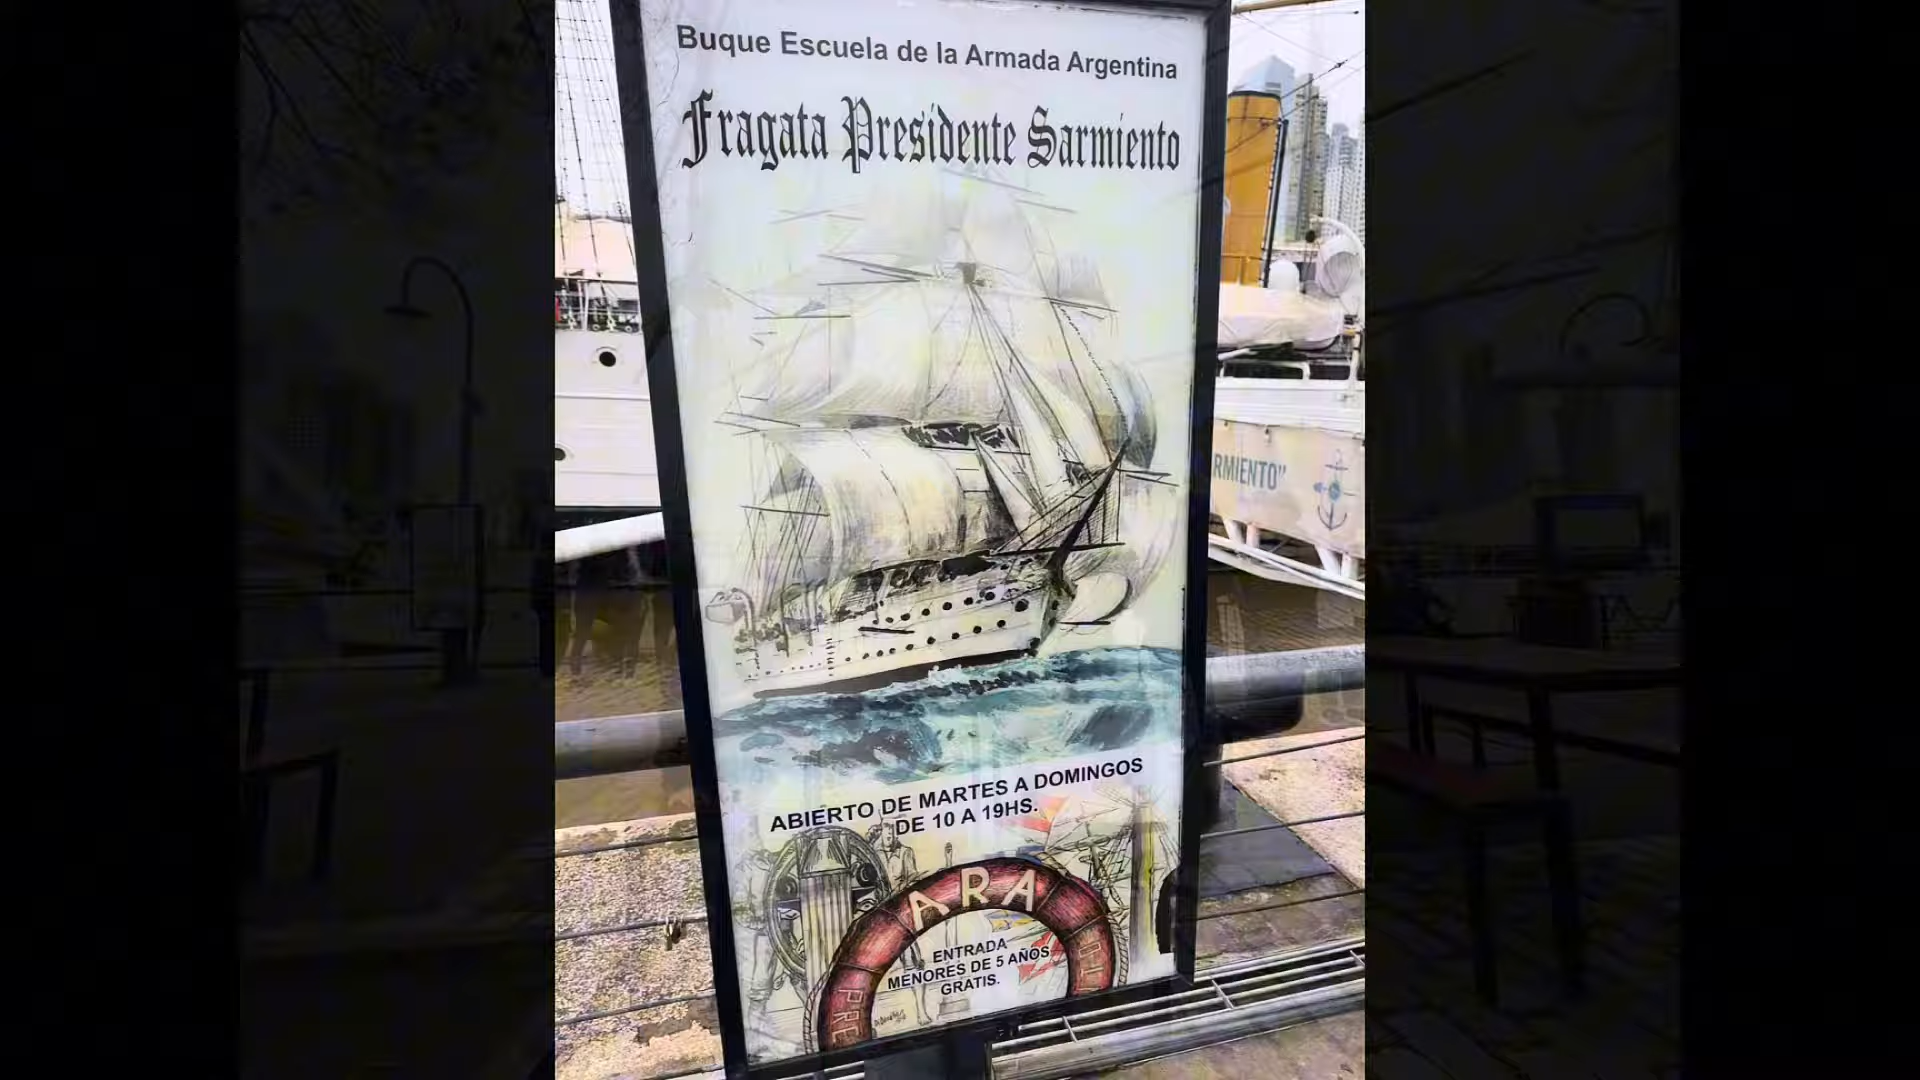 Buque Escuela de la Armada Argentina
Fragata Presidente Sarmiento
RMIENTO"
ABIERTO DE MARTES A DOMINGOS
DE 10 A 19HS.
ARA
ENTRADA
MENORES DE 5 AÑOS
GRATIS.
PRE